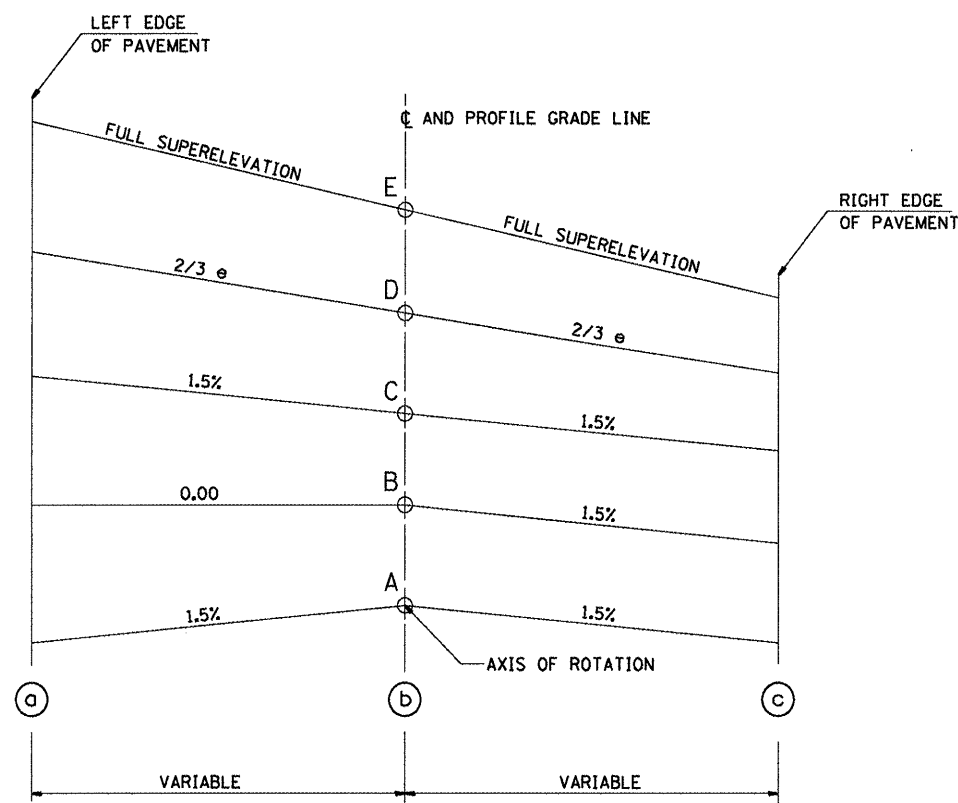 LEFT EDGE
OF PAVEMENT
℄ AND PROFILE GRADE LINE
FULL SUPERELEVATION
E
RIGHT EDGE
OF PAVEMENT
FULL SUPERELEVATION
2/3 e
D
2/3 e
1.5%
C
1.5%
0.00
B
1.5%
A
1.5%
1.5%
AXIS OF ROTATION
a
b
c
VARIABLE
VARIABLE